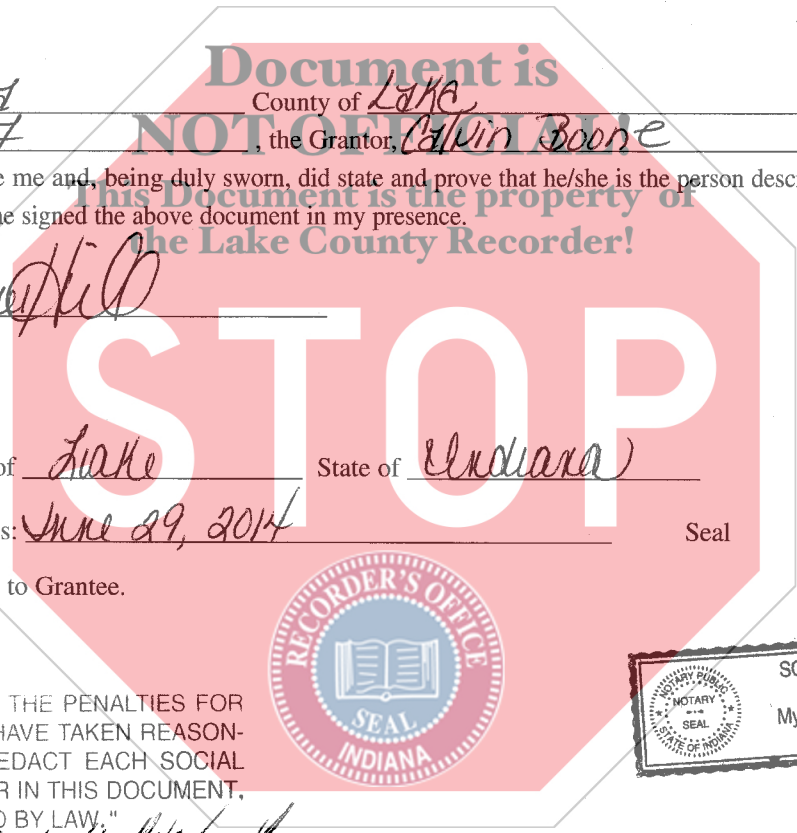 Document is
County of Lake
NOT OFFICIAL!
, the Grantor, Calvin Boone
e me and, being duly sworn, did state and prove that he/she is the person descri
This Document is the property of
e signed the above document in my presence.
the Lake County Recorder!
Hill
STOP
of Lake State of Indiana
s: June 29, 2014 Seal
to Grantee.
RECORDER'S OFFICE
SEAL
INDIANA
THE PENALTIES FOR
HAVE TAKEN REASON-
EDACT EACH SOCIAL
R IN THIS DOCUMENT,
D BY LAW."
NOTARY PUBLIC
NOTARY
SEAL
STATE OF INDIANA
SO
My